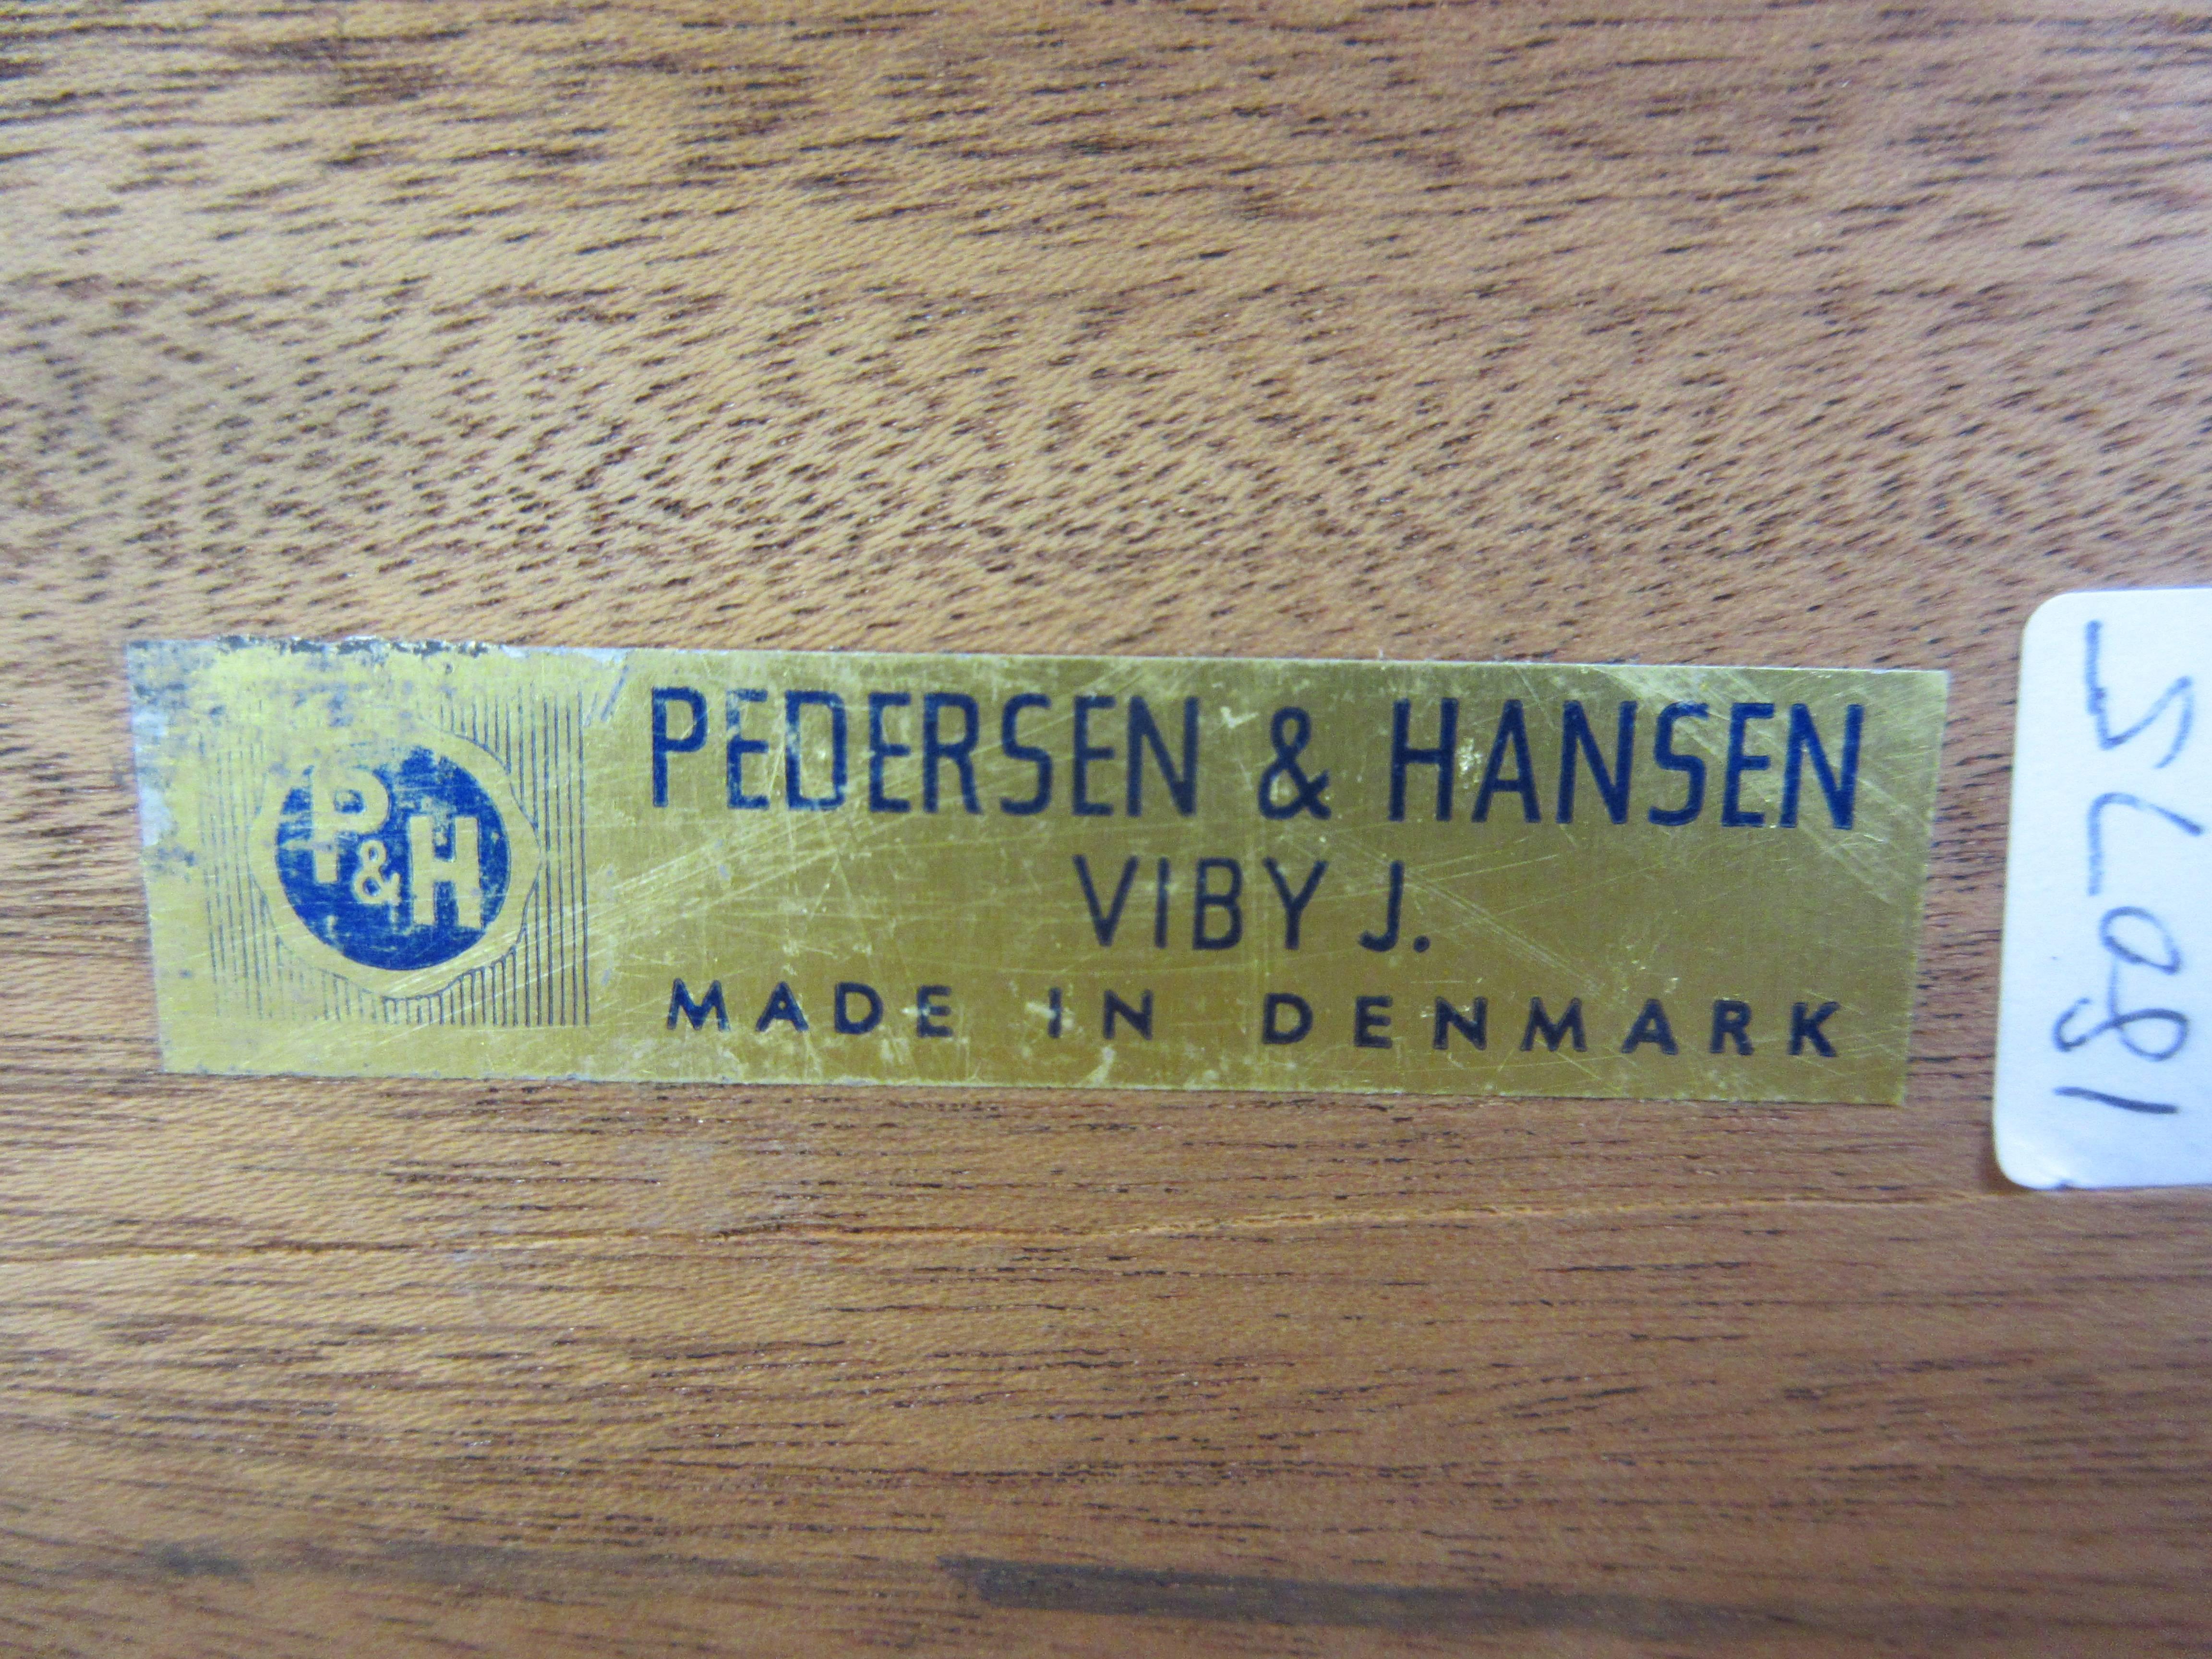 P&H
PEDERSEN & HANSEN
VIBY J.
MADE IN DENMARK
18075